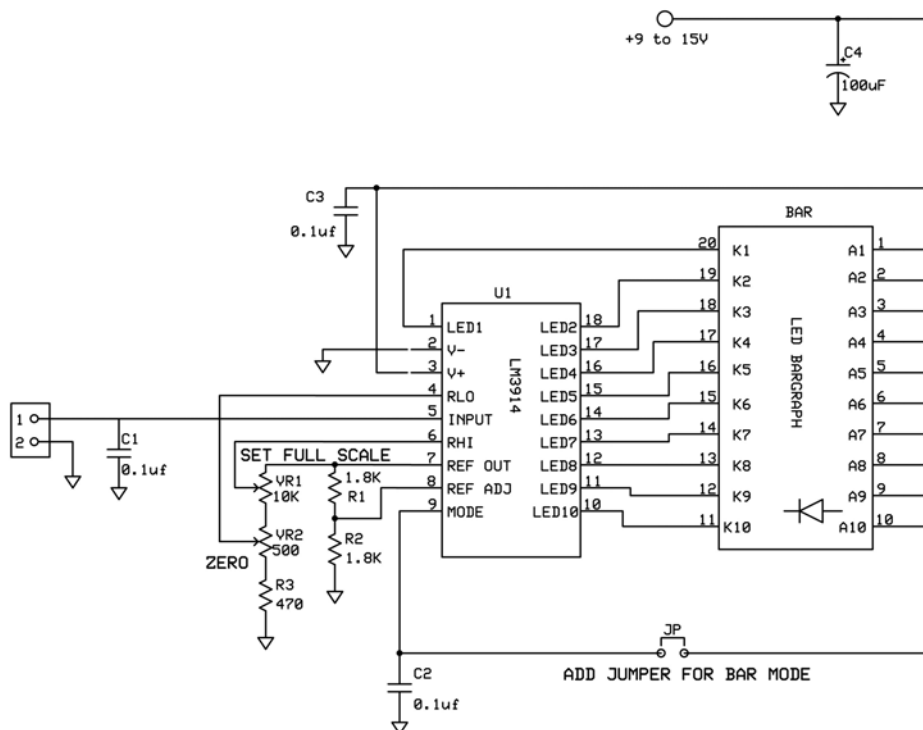 +9 to 15V
C4
+
100uF
C3
0.1uf
BAR
20 K1 A1 1
19 K2 A2 2
18 K3 A3 3
17 K4 A4 4
16 K5 A5 5
15 K6 A6 6
14 K7 A7 7
13 K8 A8 8
12 K9 A9 9
11 K10 A10 10
LED BARGRAPH
U1
LM3914
1 LED1 LED2 18
2 V- LED3 17
3 V+ LED4 16
4 RLO LED5 15
5 INPUT LED6 14
6 RHI LED7 13
7 REF OUT LED8 12
8 REF ADJ LED9 11
9 MODE LED10 10
1
2
C1
0.1uf
SET FULL SCALE
VR1
10K
1.8K
R1
VR2
500
ZERO
R2
1.8K
R3
470
JP
ADD JUMPER FOR BAR MODE
C2
0.1uf